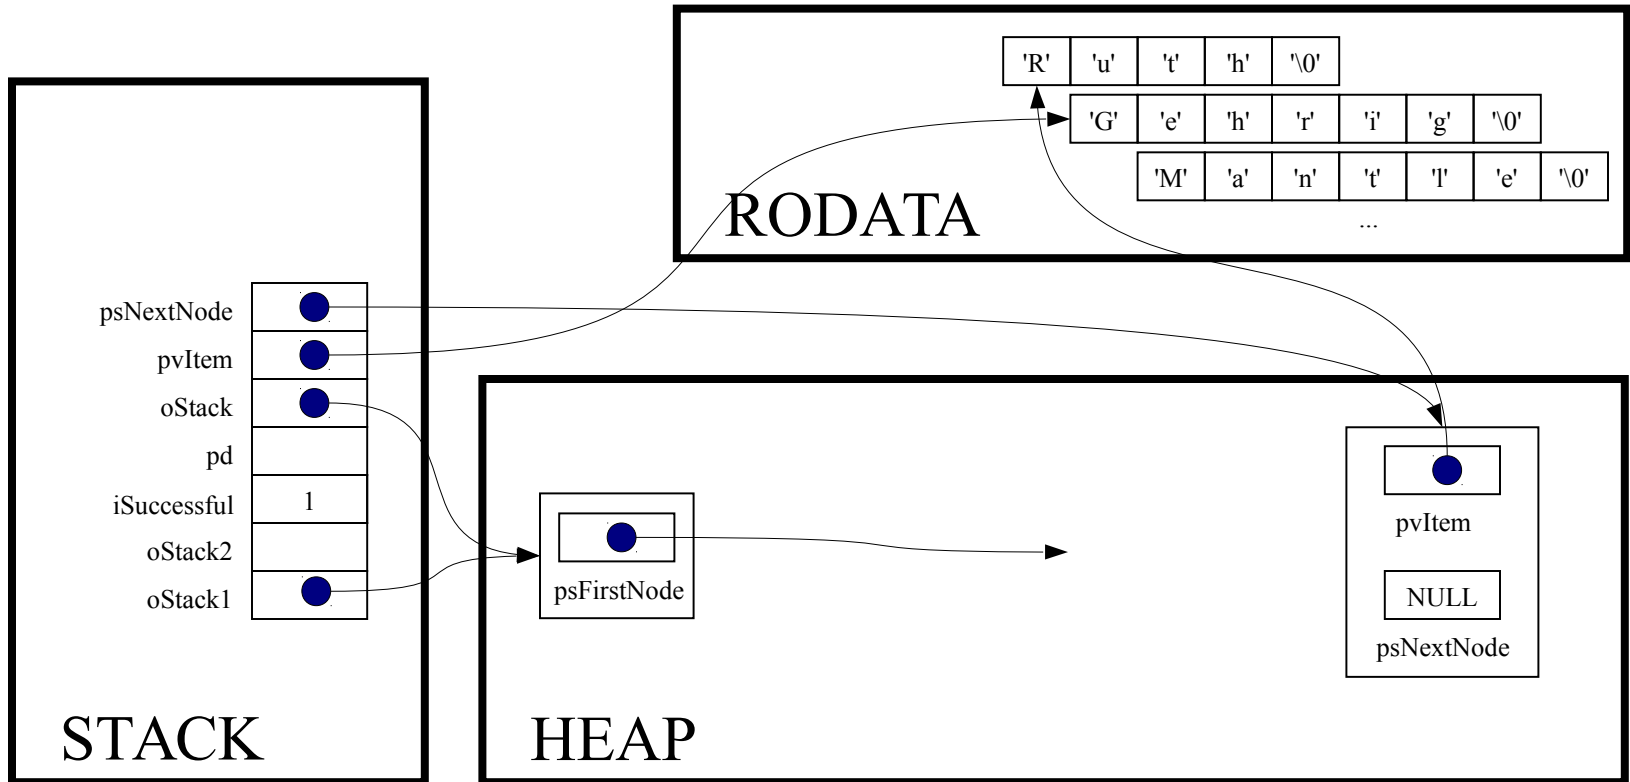 'R' 'u' 't' 'h' '\0'
'G' 'e' 'h' 'r' 'i' 'g' '\0'
'M' 'a' 'n' 't' 'l' 'e' '\0'
...
RODATA
psNextNode
pvItem
oStack
pd
iSuccessful 1
oStack2
oStack1
STACK
psFirstNode
pvItem
NULL
psNextNode
HEAP